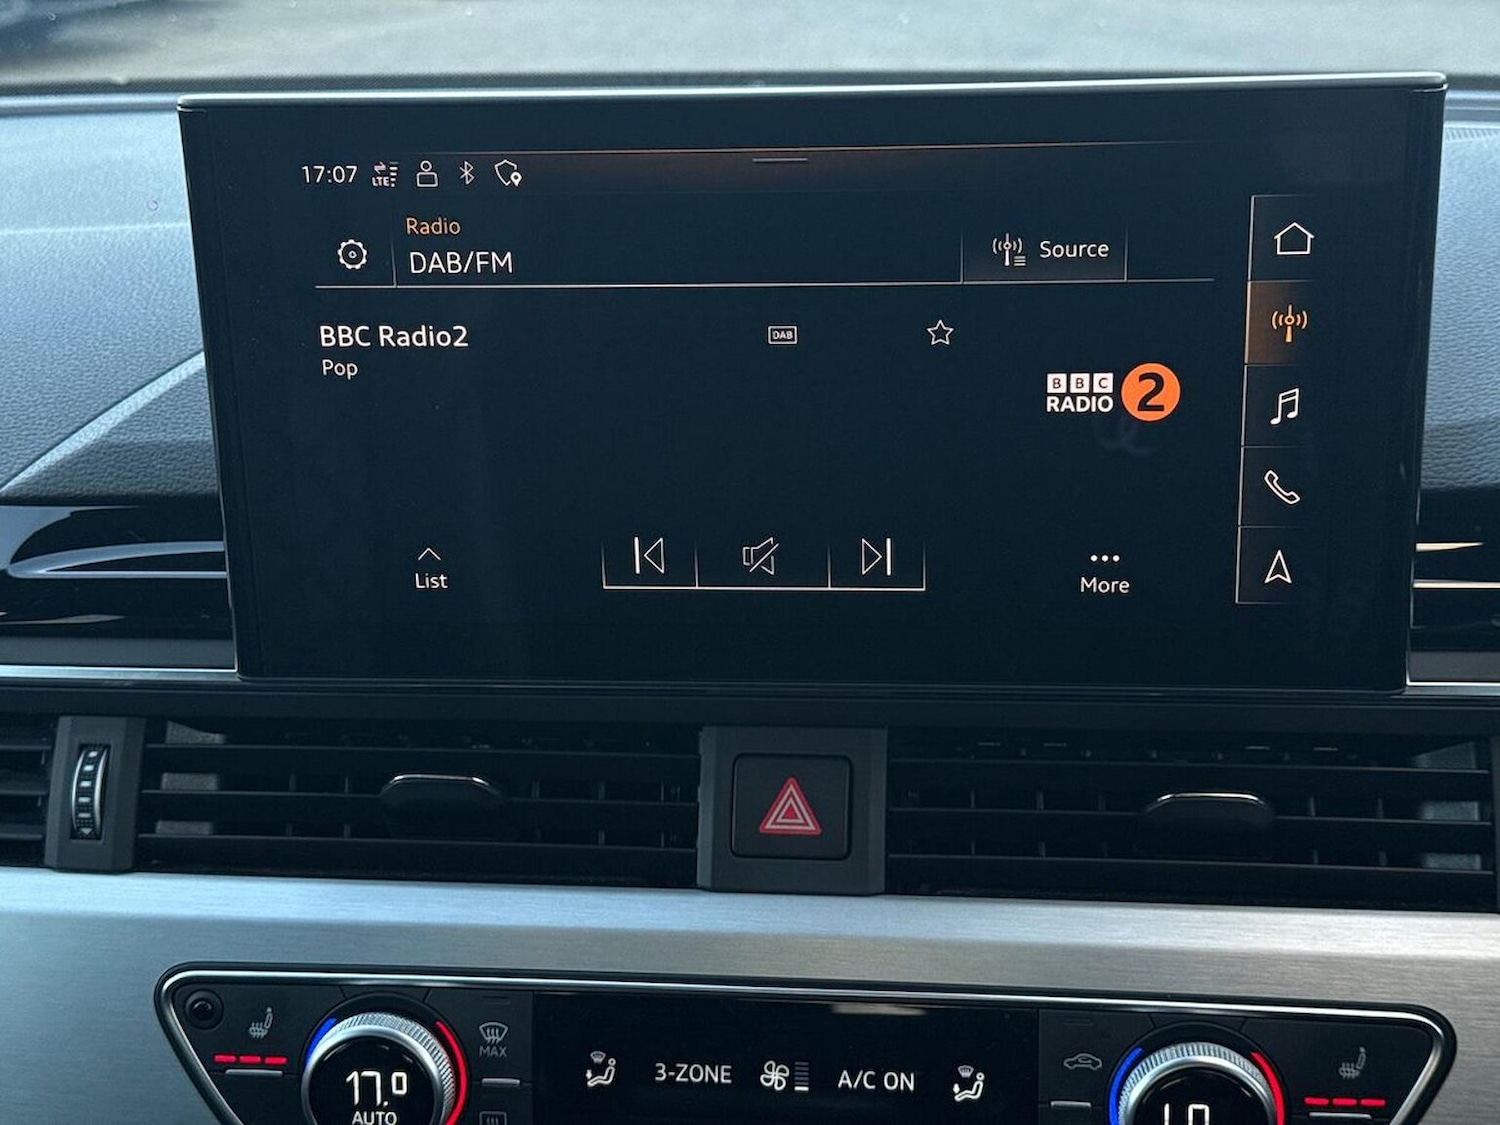 17:07 LTE
Radio
DAB/FM
Source
BBC Radio2
DAB
Pop
BBC
RADIO 2
List
More
MAX
3-ZONE
A/C ON
17.0
AUTO
LO